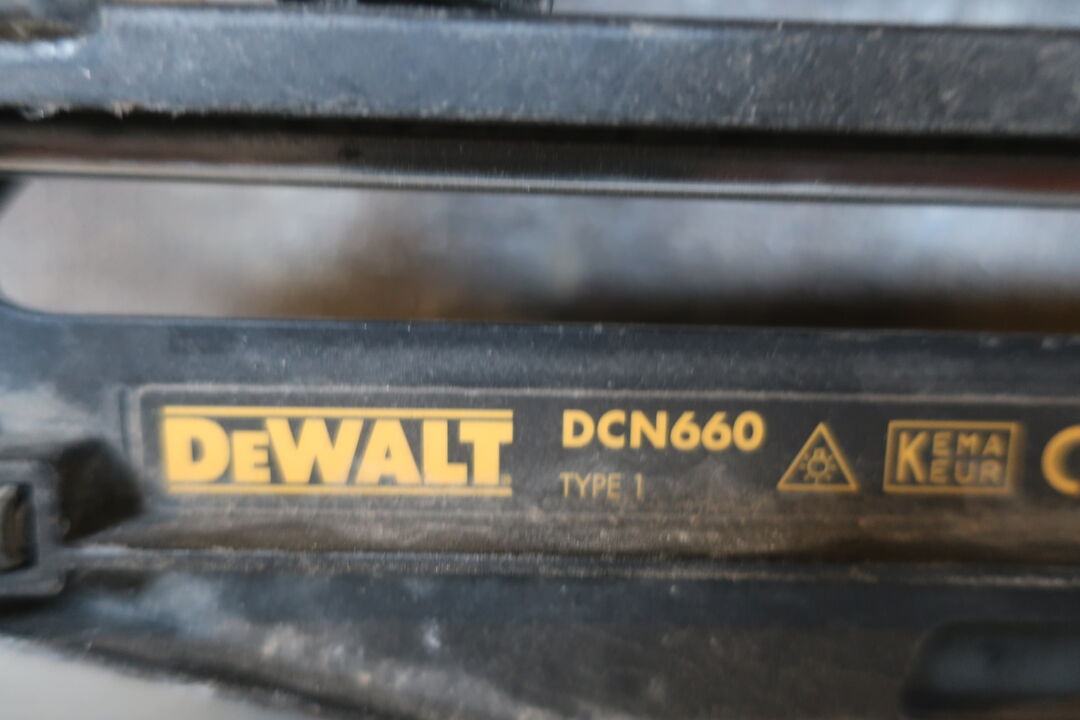 DEWALT DCN660
TYPE 1
KEMA
KEUR